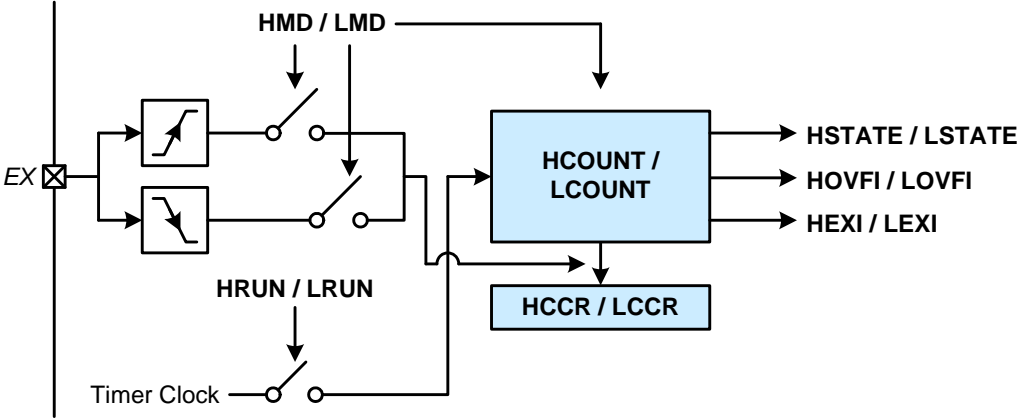 HMD / LMD
EX
HCOUNT /
LCOUNT
HSTATE / LSTATE
HOVFI / LOVFI
HEXI / LEXI
HRUN / LRUN
HCCR / LCCR
Timer Clock